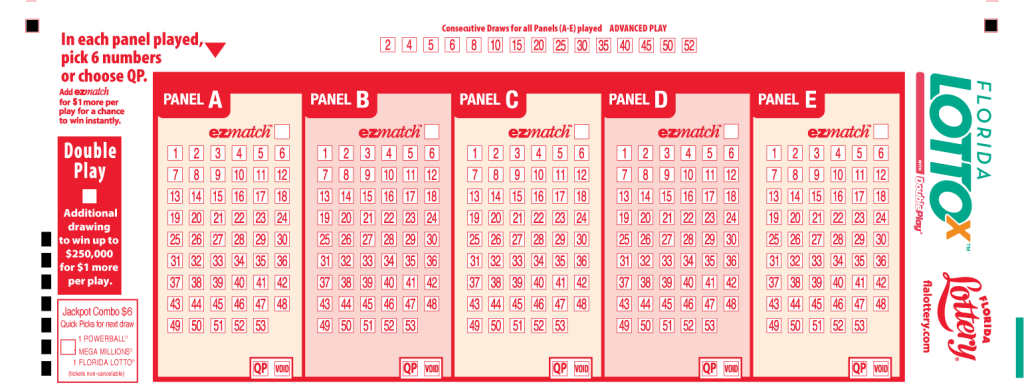 Consecutive Draws for all Panels (A-E) played ADVANCED PLAY
2 4 5 6 8 10 15 20 25 30 35 40 45 50 52
In each panel played,
pick 6 numbers
or choose QP.
Add ezmatch
for $1 more per
play for a chance
to win instantly.
Double
Play
Additional
drawing
to win up to
$250,000
for $1 more
per play.
Jackpot Combo $6
Quick Picks for next draw
1 POWERBALL®
MEGA MILLIONS®
1 FLORIDA LOTTO®
(tickets non-cancelable)
PANEL A
ezmatch™
1 2 3 4 5 6
7 8 9 10 11 12
13 14 15 16 17 18
19 20 21 22 23 24
25 26 27 28 29 30
31 32 33 34 35 36
37 38 39 40 41 42
43 44 45 46 47 48
49 50 51 52 53
QP VOID
PANEL B
ezmatch™
1 2 3 4 5 6
7 8 9 10 11 12
13 14 15 16 17 18
19 20 21 22 23 24
25 26 27 28 29 30
31 32 33 34 35 36
37 38 39 40 41 42
43 44 45 46 47 48
49 50 51 52 53
QP VOID
PANEL C
ezmatch™
1 2 3 4 5 6
7 8 9 10 11 12
13 14 15 16 17 18
19 20 21 22 23 24
25 26 27 28 29 30
31 32 33 34 35 36
37 38 39 40 41 42
43 44 45 46 47 48
49 50 51 52 53
QP VOID
PANEL D
ezmatch™
1 2 3 4 5 6
7 8 9 10 11 12
13 14 15 16 17 18
19 20 21 22 23 24
25 26 27 28 29 30
31 32 33 34 35 36
37 38 39 40 41 42
43 44 45 46 47 48
49 50 51 52 53
QP VOID
PANEL E
ezmatch™
1 2 3 4 5 6
7 8 9 10 11 12
13 14 15 16 17 18
19 20 21 22 23 24
25 26 27 28 29 30
31 32 33 34 35 36
37 38 39 40 41 42
43 44 45 46 47 48
49 50 51 52 53
QP VOID
FLORIDA
LOTTOX™
WITH Double Play™
FLORIDA
Lottery®
flalottery.com